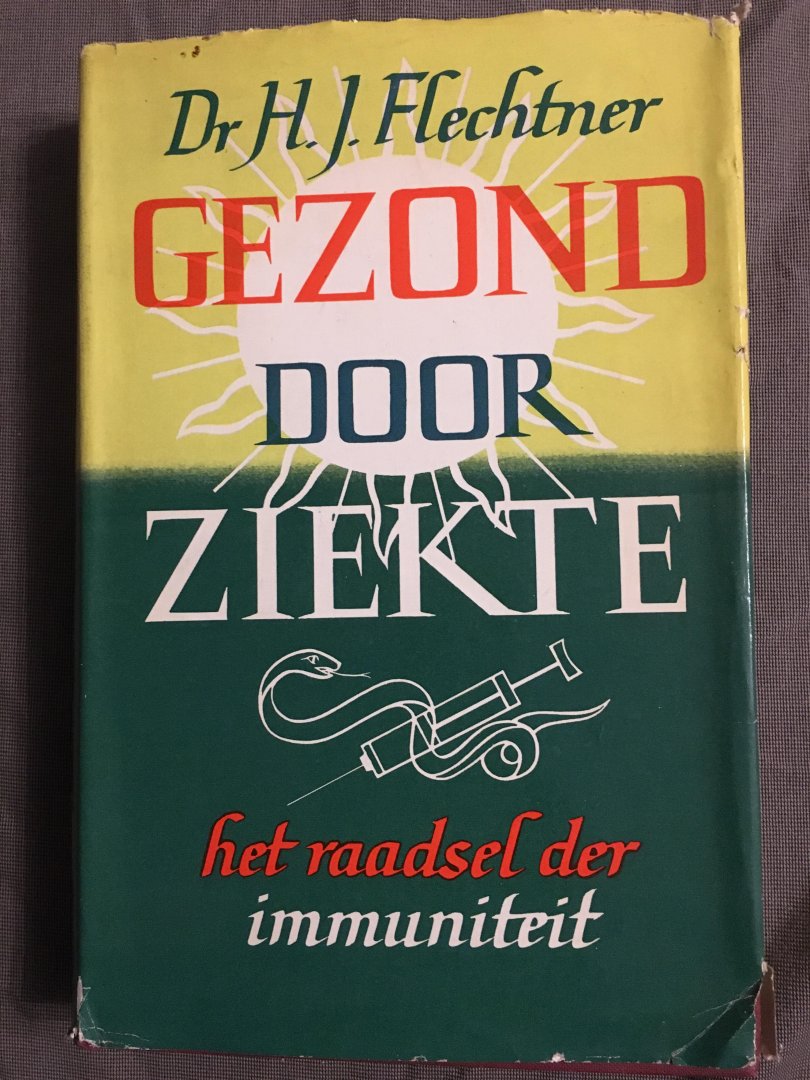 Dr H. J. Flechtner
GEZOND
DOOR
ZIEKTE
het raadsel der
immuniteit